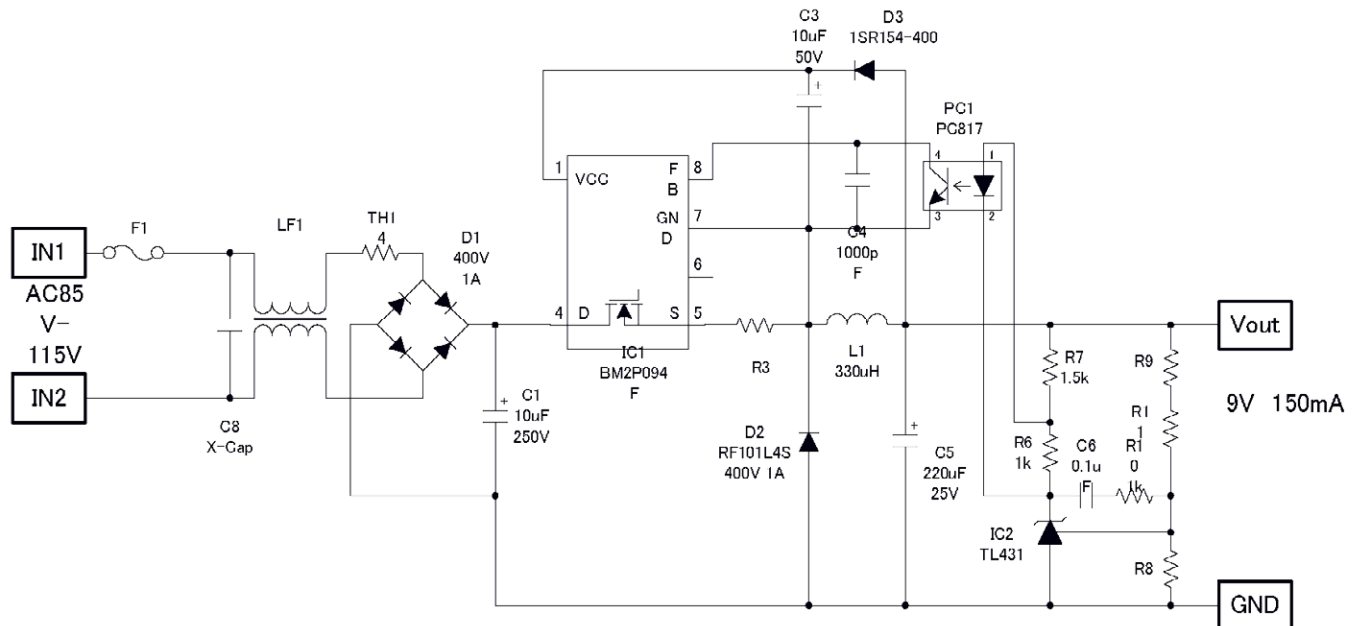 C3
10uF
50V
D3
1SR154-400
PC1
PC817
4
1
3
2
1
VCC
F
B
8
GN
D
7
6
4
D
S
5
IC1
BM2P094
F
C4
1000p
F
F1
LF1
TH1
4
D1
400V
1A
IN1
AC85
V-
115V
IN2
C8
X-Gap
+
C1
10uF
250V
R3
L1
330uH
D2
RF101L4S
400V 1A
+
C5
220uF
25V
+
R7
1.5k
R6
1k
C6
0.1u
F
R1
0
1k
R9
R1
1
R8
IC2
TL431
Vout
9V 150mA
GND